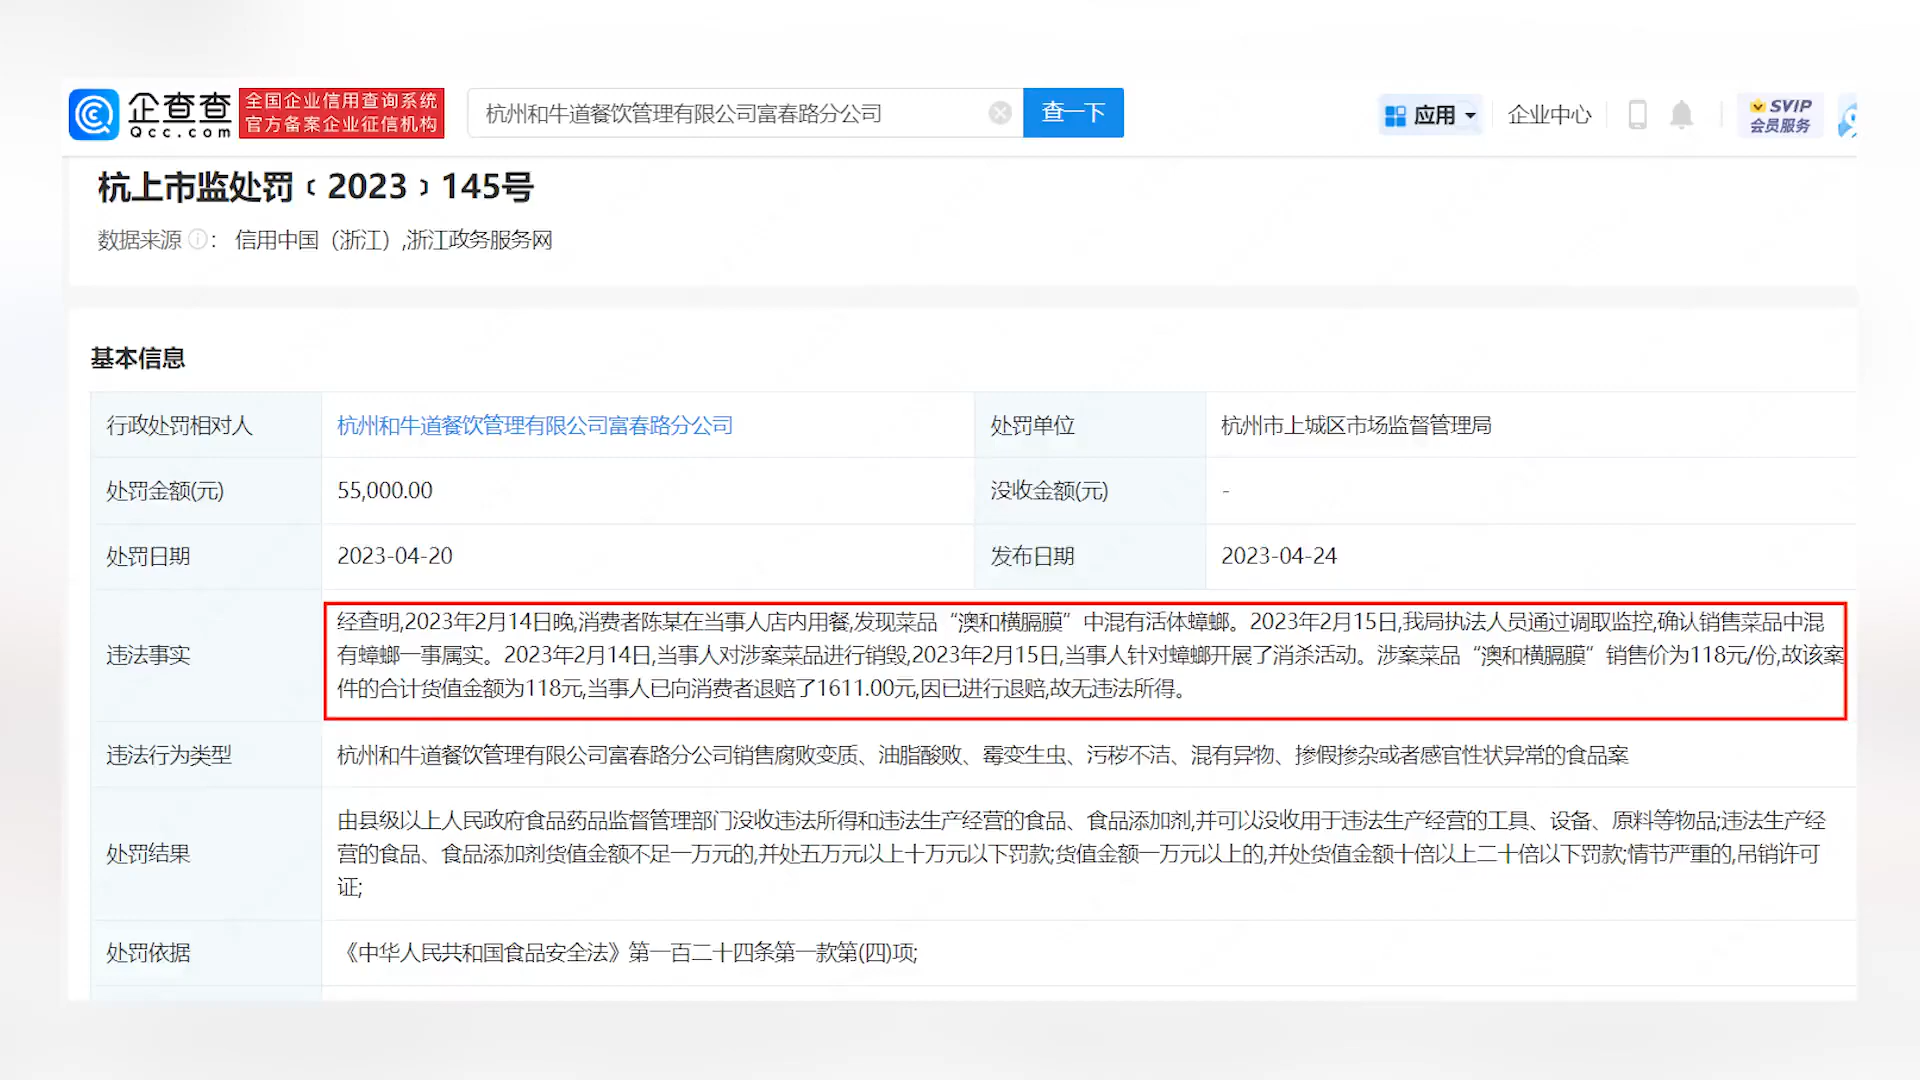 企查查
Qcc.com
全国企业信用查询系统
官方备案企业征信机构
杭州和牛道餐饮管理有限公司富春路分公司
查一下
应用
企业中心
SVIP
会员服务
杭上市监处罚﹝2023﹞145号
数据来源： 信用中国（浙江）,浙江政务服务网
基本信息
行政处罚相对人 杭州和牛道餐饮管理有限公司富春路分公司 处罚单位 杭州市上城区市场监督管理局
处罚金额(元) 55,000.00 没收金额(元) -
处罚日期 2023-04-20 发布日期 2023-04-24
违法事实
经查明,2023年2月14日晚,消费者陈某在当事人店内用餐,发现菜品“澳和横膈膜”中混有活体蟑螂。2023年2月15日,我局执法人员通过调取监控,确认销售菜品中混
有蟑螂一事属实。2023年2月14日,当事人对涉案菜品进行销毁,2023年2月15日,当事人针对蟑螂开展了消杀活动。涉案菜品“澳和横膈膜”销售价为118元/份,故该案
件的合计货值金额为118元,当事人已向消费者退赔了1611.00元,因已进行退赔,故无违法所得。
违法行为类型 杭州和牛道餐饮管理有限公司富春路分公司销售腐败变质、油脂酸败、霉变生虫、污秽不洁、混有异物、掺假掺杂或者感官性状异常的食品案
处罚结果
由县级以上人民政府食品药品监督管理部门没收违法所得和违法生产经营的食品、食品添加剂,并可以没收用于违法生产经营的工具、设备、原料等物品;违法生产经
营的食品、食品添加剂货值金额不足一万元的,并处五万元以上十万元以下罚款;货值金额一万元以上的,并处货值金额十倍以上二十倍以下罚款;情节严重的,吊销许可
证;
处罚依据 《中华人民共和国食品安全法》第一百二十四条第一款第(四)项;